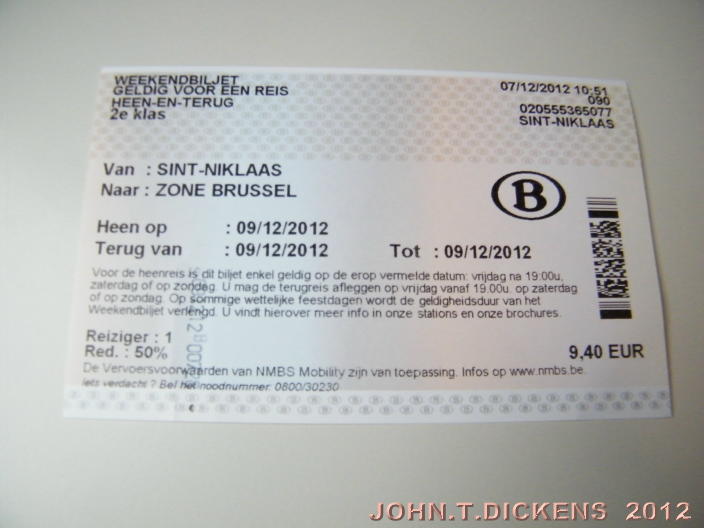 WEEKENDBILJET
GELDIG VOOR EEN REIS
HEEN-EN-TERUG
2e klas
07/12/2012 10:51
090
020555365077
SINT-NIKLAAS
Van : SINT-NIKLAAS
Naar : ZONE BRUSSEL
B
Heen op : 09/12/2012
Terug van : 09/12/2012 Tot : 09/12/2012
Voor de heenreis is dit biljet enkel geldig op de erop vermelde datum: vrijdag na 19:00u,
zaterdag of op zondag. U mag de terugreis afleggen op vrijdag vanaf 19.00u, op zaterdag
of op zondag. Op sommige wettelijke feestdagen wordt de geldigheidsduur van het
Weekendbiljet verlengd. U vindt hierover meer info in onze stations en onze brochures.
Reiziger : 1
Red. : 50%
9,40 EUR
De Vervoersvoorwaarden van NMBS Mobility zijn van toepassing. Infos op www.nmbs.be.
Iets verdacht ? Bel het noodnummer: 0800/30230
JOHN.T.DICKENS 2012